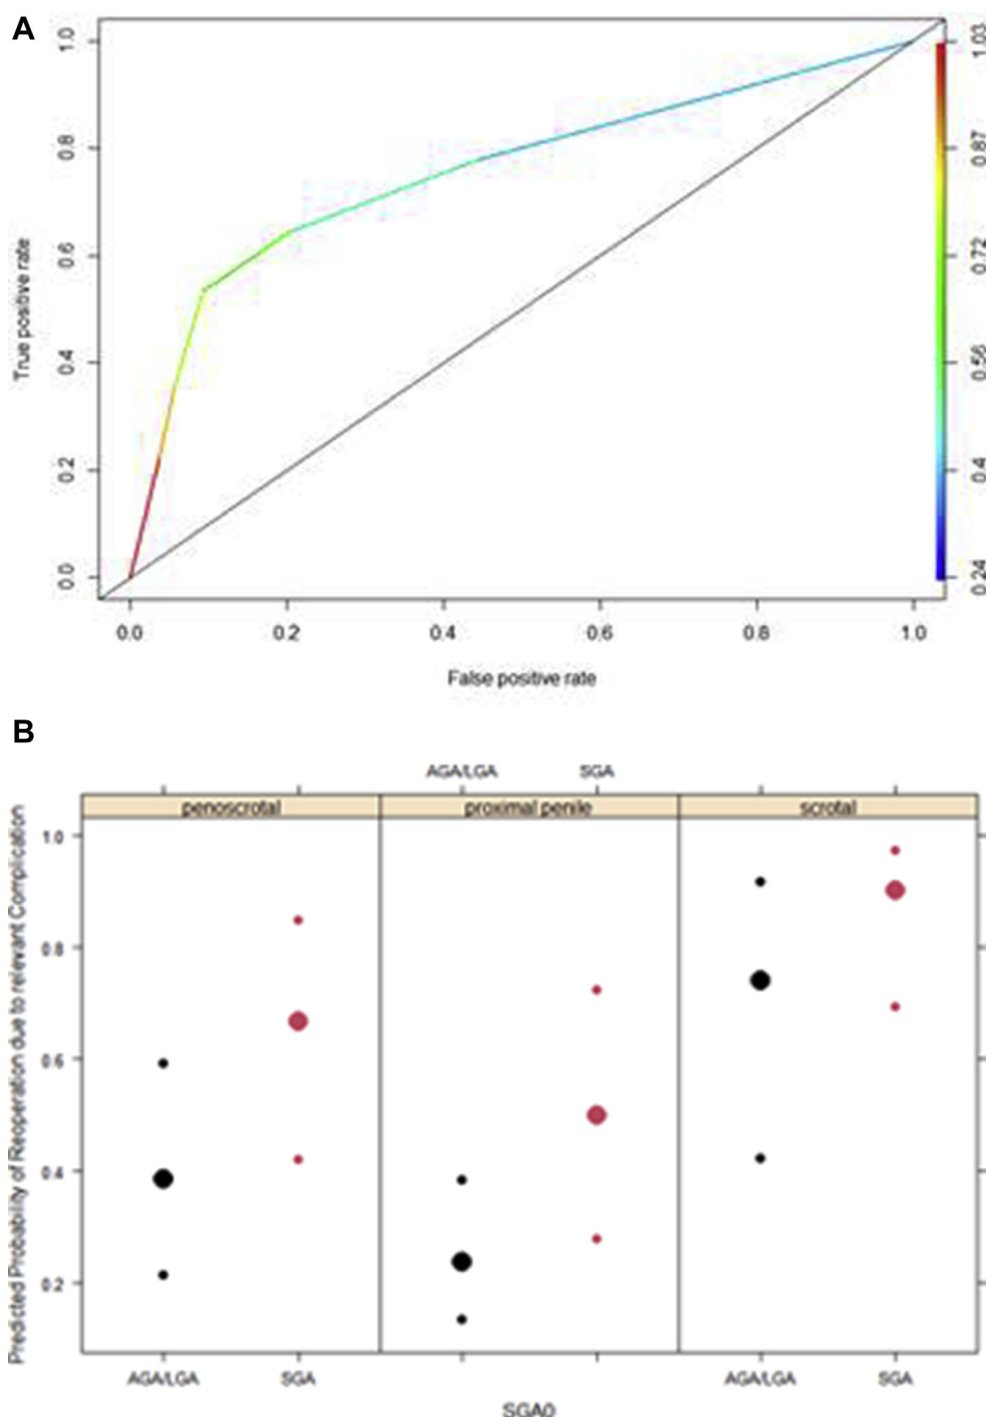 A
1.0
0.8
0.6
0.4
0.2
0.0
True positive rate
0.0 0.2 0.4 0.6 0.8 1.0
False positive rate
1.03
0.87
0.72
0.56
0.4
0.24
B
AGA/LGA SGA
penoscrotal proximal penile scrotal
1.0
0.8
0.6
0.4
0.2
Predicted Probability of Reoperation due to relevant Complication
AGA/LGA SGA AGA/LGA SGA
SGA0